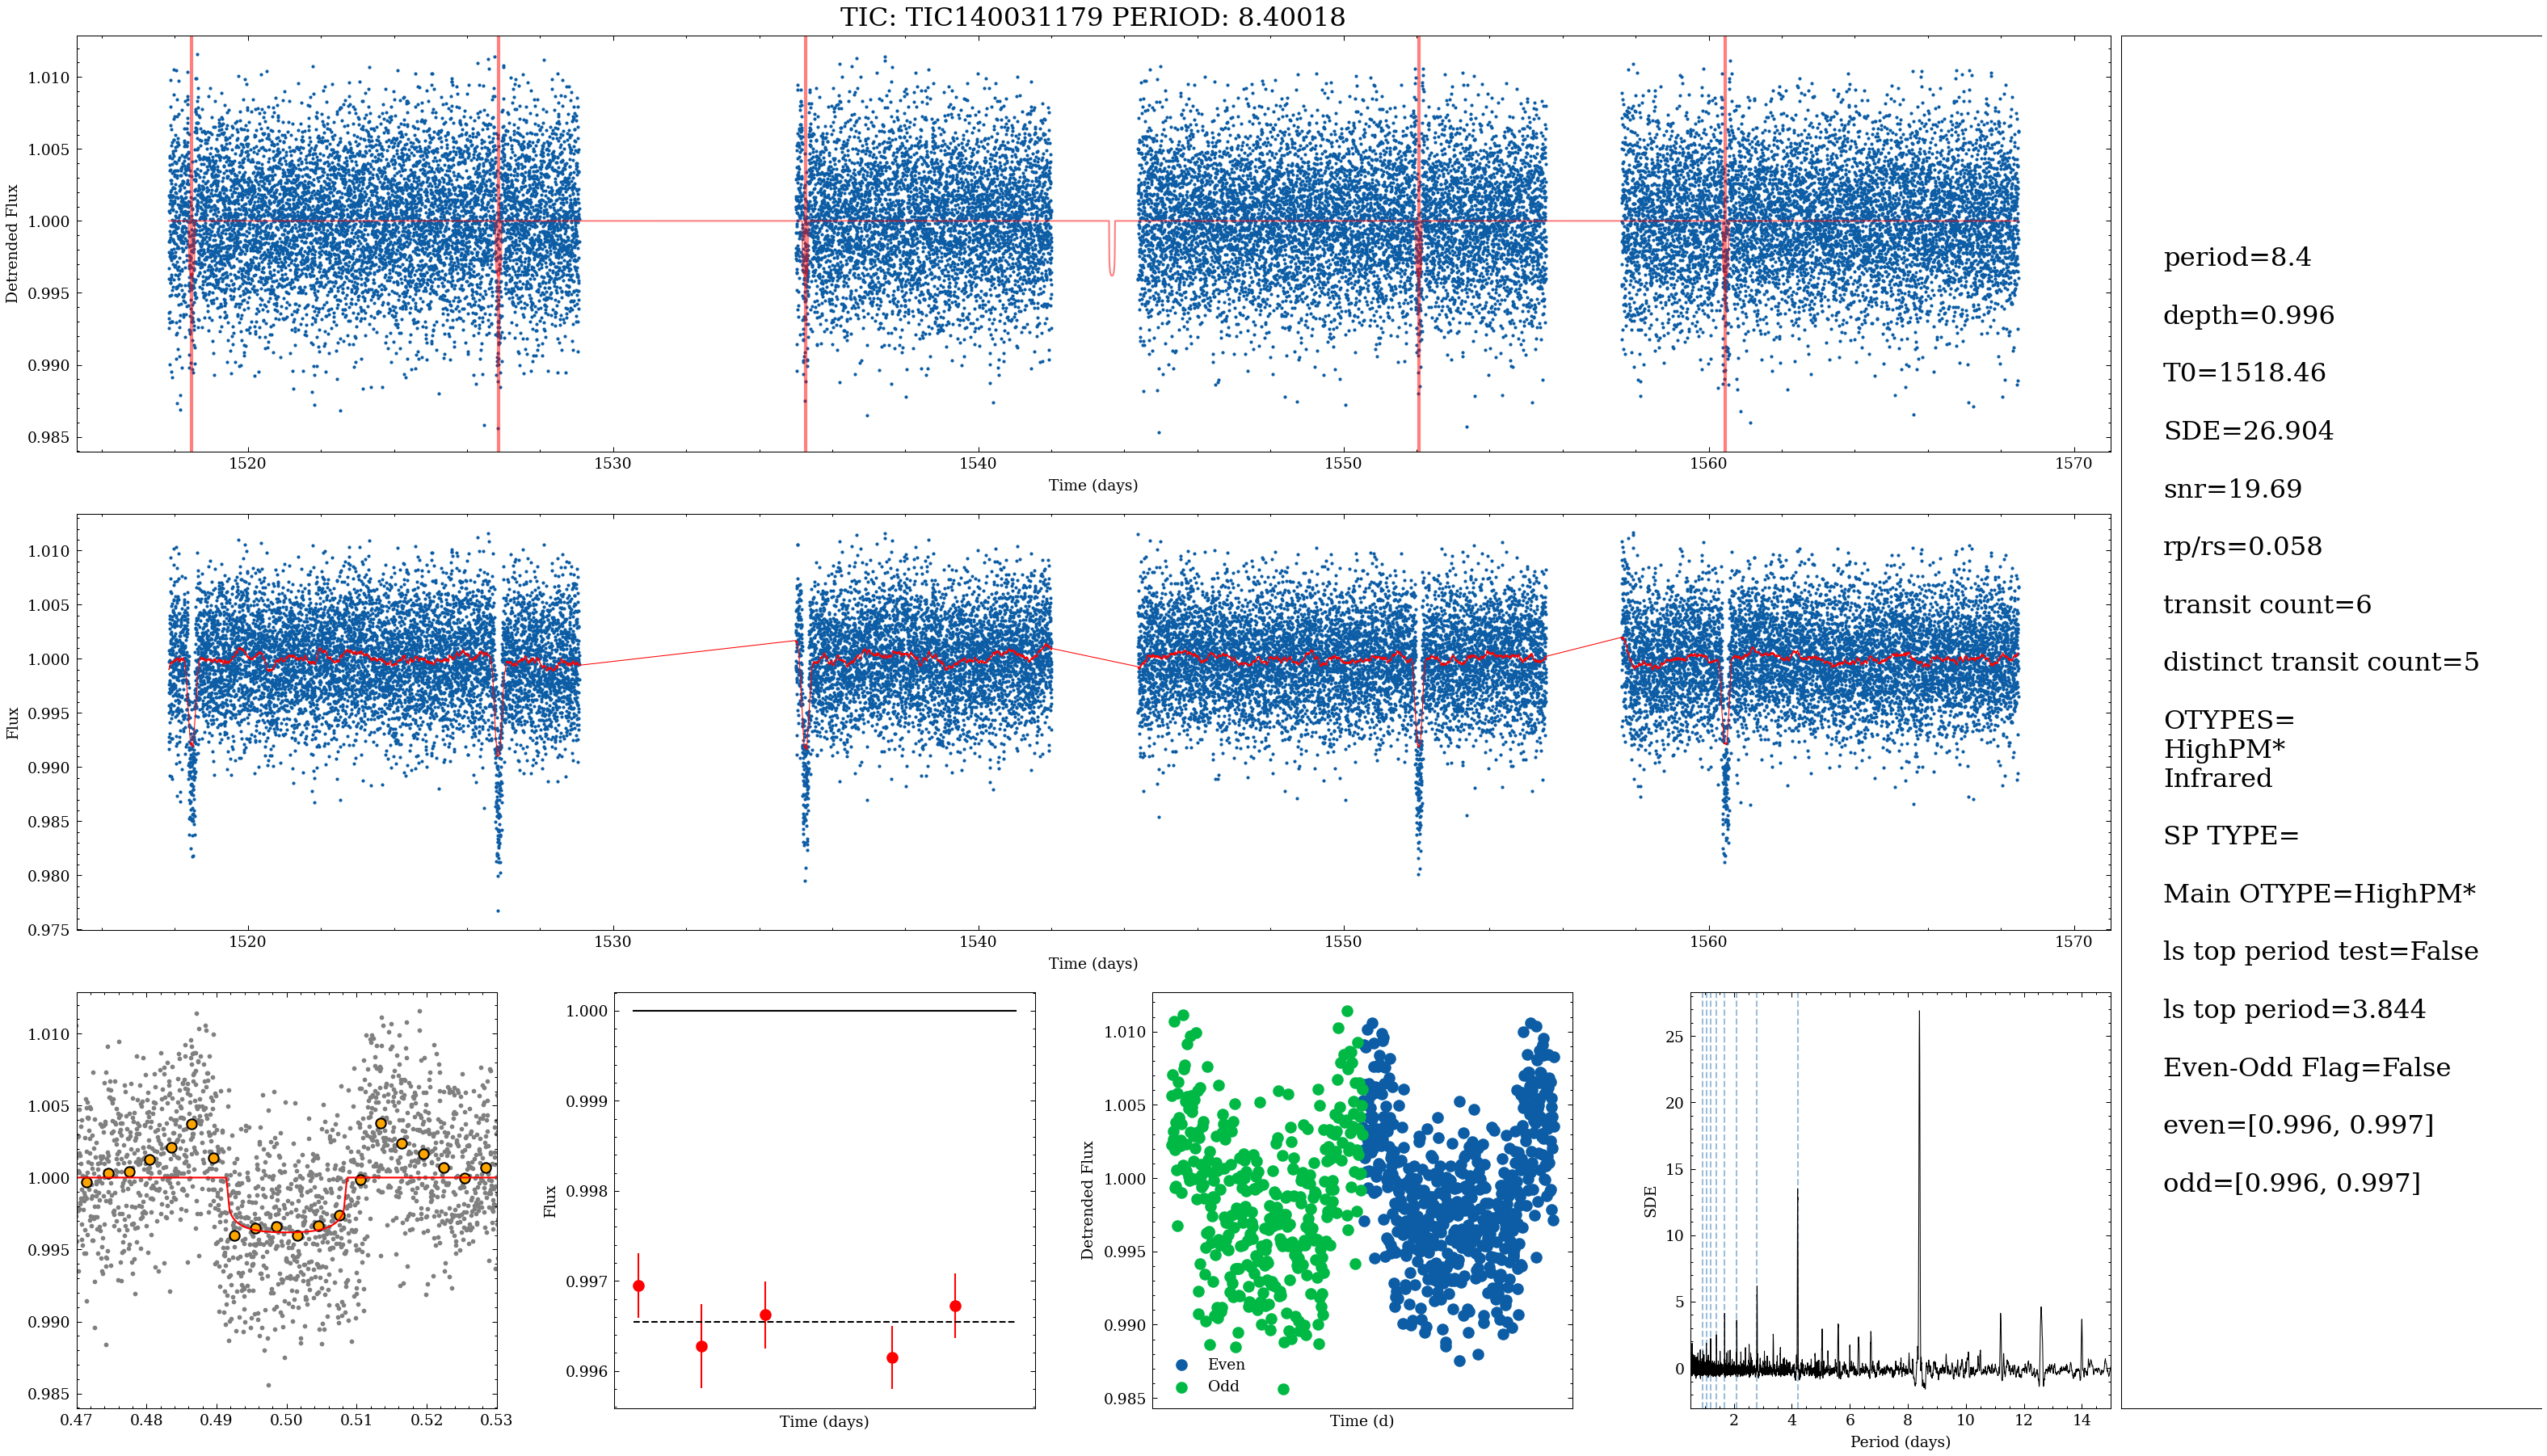 TIC: TIC140031179 PERIOD: 8.40018
1.010
1.005
1.000
0.995
0.990
0.985
Detrended Flux
1520 1530 1540 1550 1560 1570
Time (days)
1.010
1.005
1.000
0.995
0.990
0.985
0.980
0.975
Flux
1520 1530 1540 1550 1560 1570
Time (days)
1.010
1.005
1.000
0.995
0.990
0.985
0.47 0.48 0.49 0.50 0.51 0.52 0.53
1.000
0.999
0.998
0.997
0.996
Flux
Time (days)
1.010
1.005
1.000
0.995
0.990
0.985
Detrended Flux
Even
Odd
Time (d)
25
20
15
10
5
0
SDE
2 4 6 8 10 12 14
Period (days)
period=8.4
depth=0.996
T0=1518.46
SDE=26.904
snr=19.69
rp/rs=0.058
transit count=6
distinct transit count=5
OTYPES=
HighPM*
Infrared
SP TYPE=
Main OTYPE=HighPM*
ls top period test=False
ls top period=3.844
Even-Odd Flag=False
even=[0.996, 0.997]
odd=[0.996, 0.997]